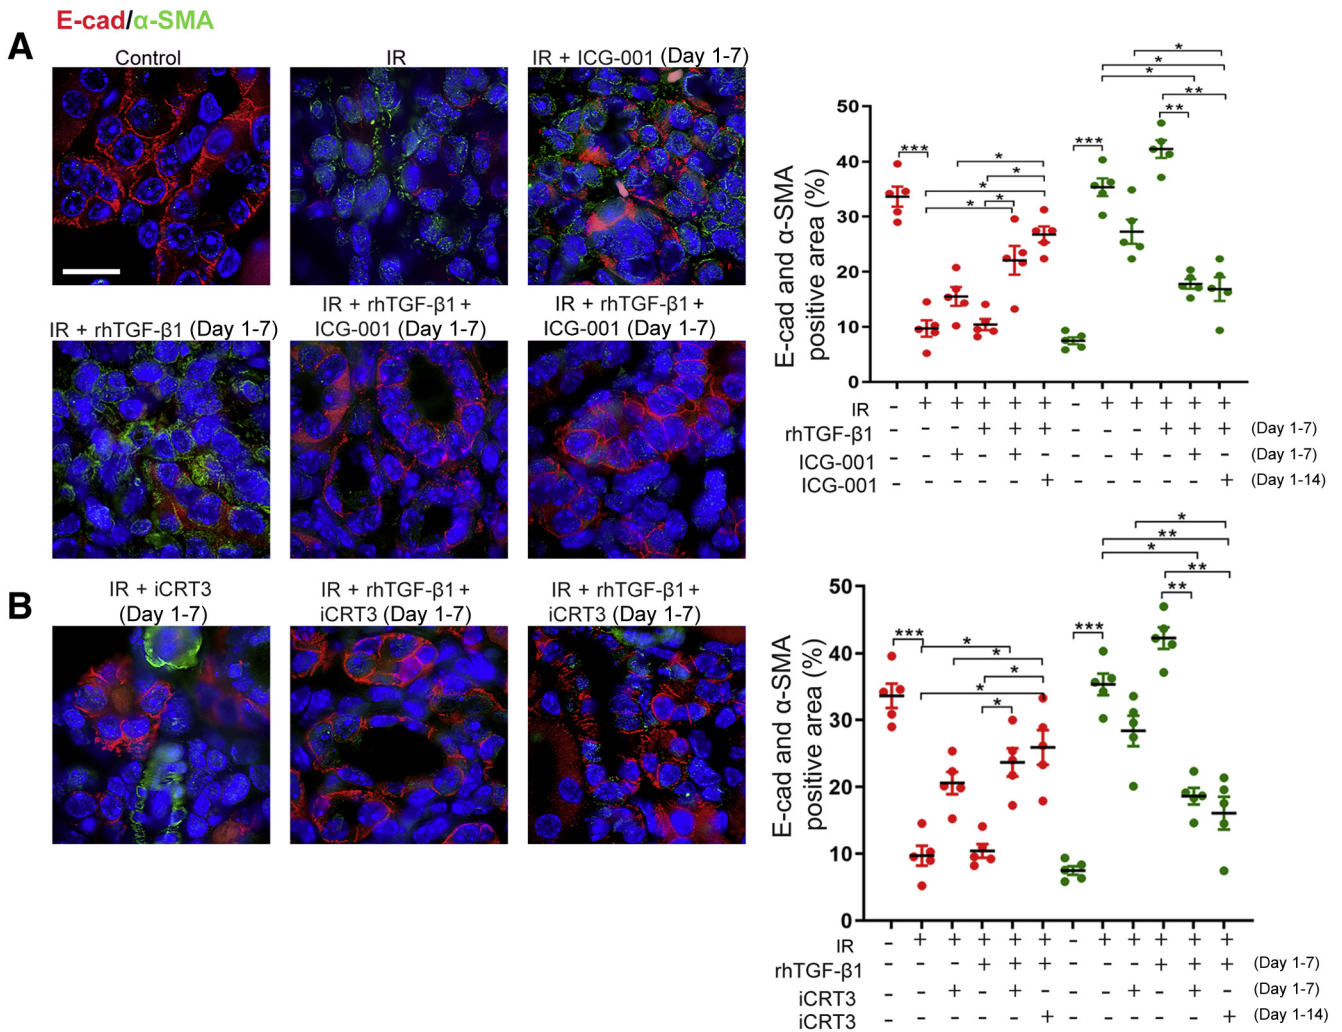 E-cad/α-SMA
A
Control
IR
IR + ICG-001 (Day 1-7)
IR + rhTGF-β1 (Day 1-7)
IR + rhTGF-β1 +
ICG-001 (Day 1-7)
IR + rhTGF-β1 +
ICG-001 (Day 1-7)
E-cad and α-SMA
positive area (%)
50
40
30
20
10
0
*** * * * * * *
*** * * * ** **
IR - + + + + + - + + + + +
rhTGF-β1 - - - + + + - - - + + + (Day 1-7)
ICG-001 - - + - + - - - + - + - (Day 1-7)
ICG-001 - - - - - + - - - - - + (Day 1-14)
B
IR + iCRT3
(Day 1-7)
IR + rhTGF-β1 +
iCRT3 (Day 1-7)
IR + rhTGF-β1 +
iCRT3 (Day 1-7)
E-cad and α-SMA
positive area (%)
50
40
30
20
10
0
*** * * * * *
*** * ** * ** **
IR - + + + + + - + + + + +
rhTGF-β1 - - - + + + - - - + + + (Day 1-7)
iCRT3 - - + - + - - - + - + - (Day 1-7)
iCRT3 - - - - - + - - - - - + (Day 1-14)